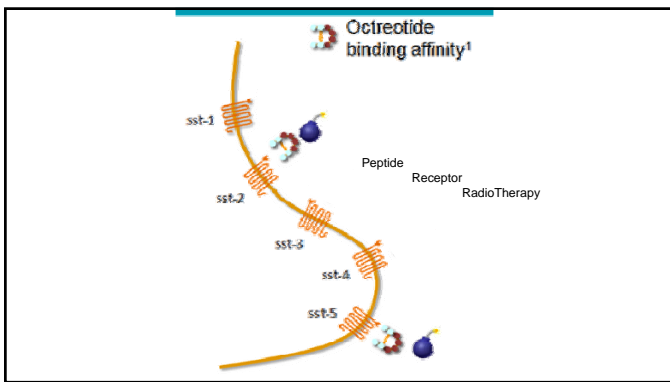 Octreotide
binding affinity¹
sst-1
Peptide
Receptor
RadioTherapy
sst-2
sst-3
sst-4
sst-5